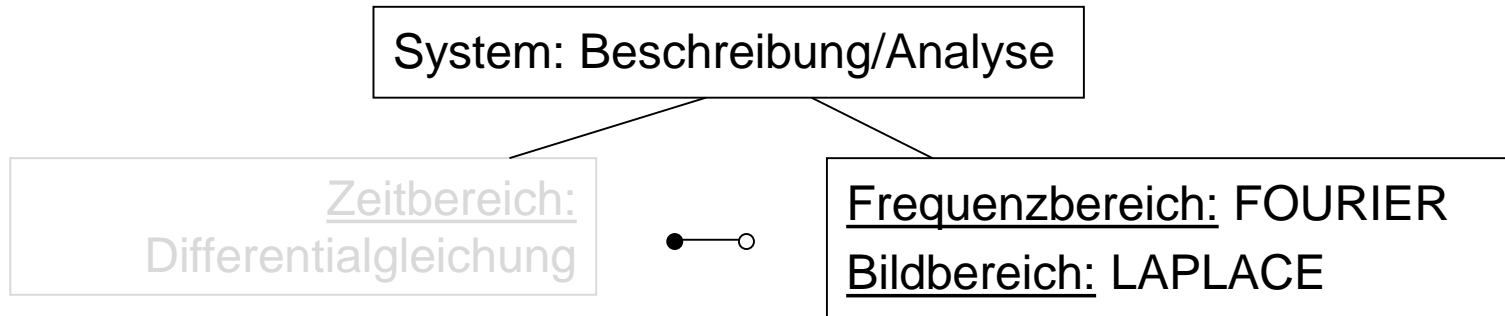 System: Beschreibung/Analyse
Zeitbereich:
Differentialgleichung
Frequenzbereich: FOURIER
Bildbereich: LAPLACE